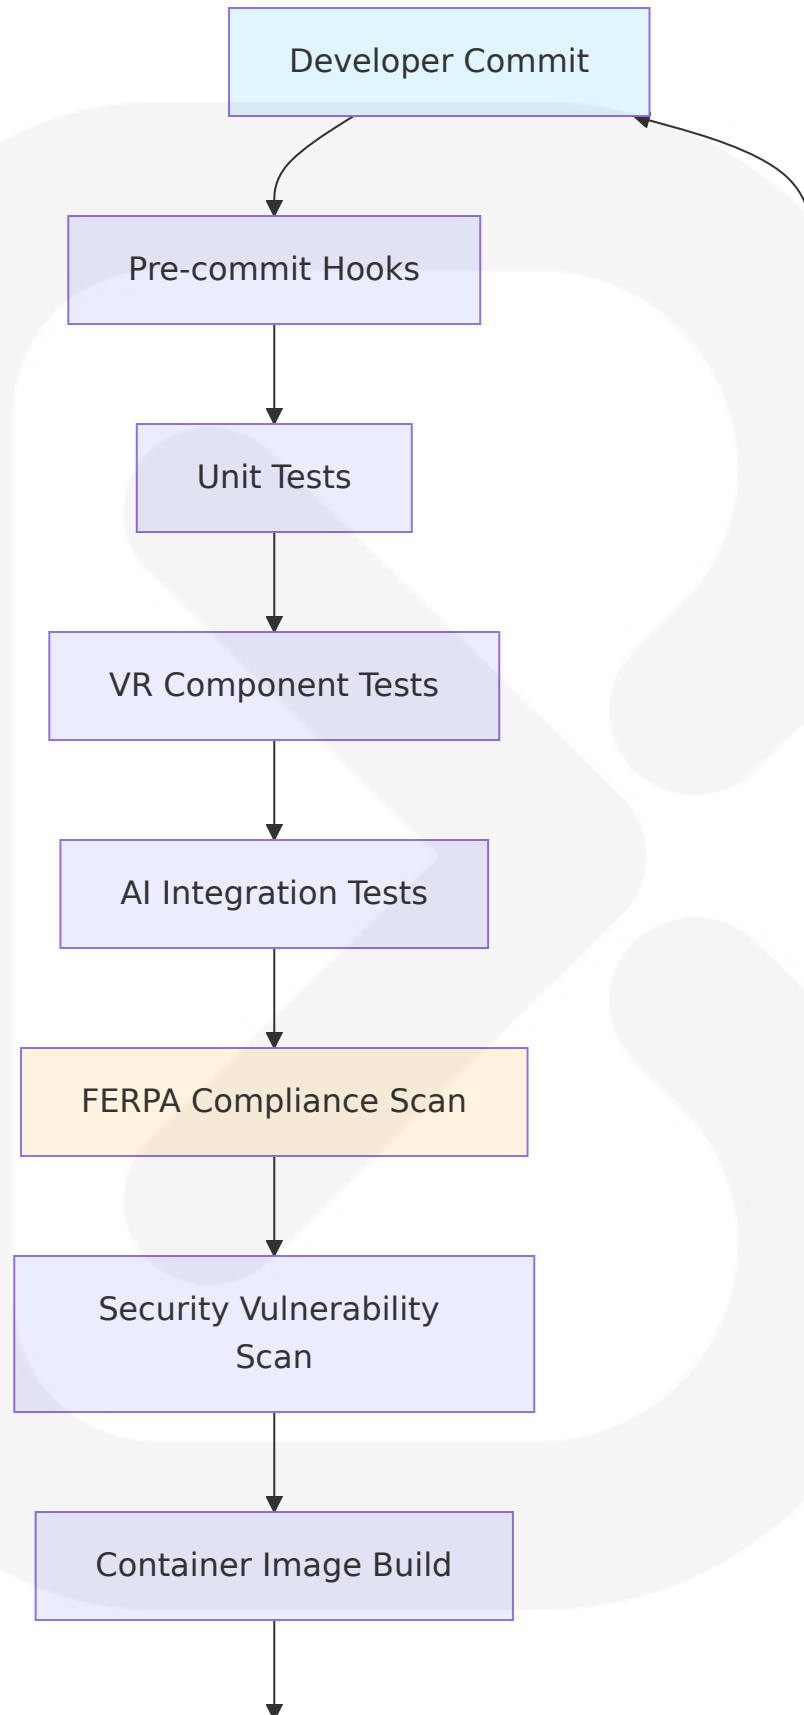 Developer Commit
Pre-commit Hooks
Unit Tests
VR Component Tests
AI Integration Tests
FERPA Compliance Scan
Security Vulnerability
Scan
Container Image Build